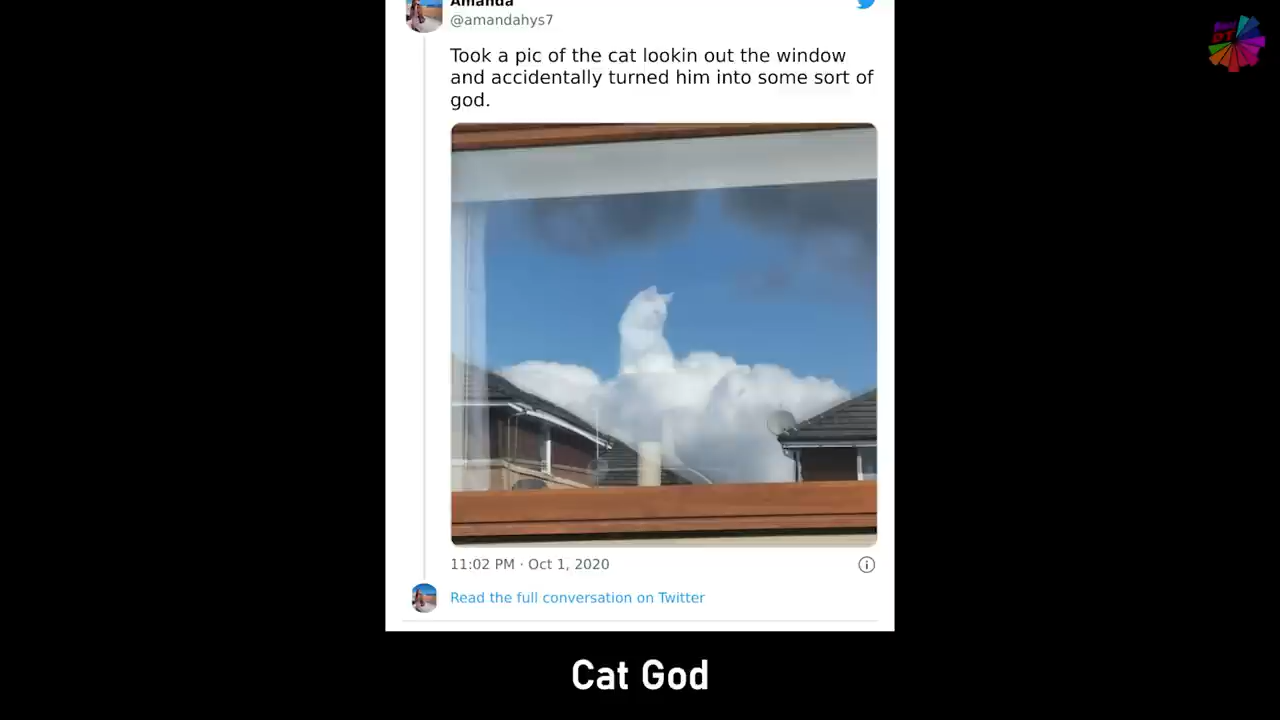 Amanda
@amandahys7
Took a pic of the cat lookin out the window
and accidentally turned him into some sort of
god.
11:02 PM · Oct 1, 2020
Read the full conversation on Twitter
Cat God